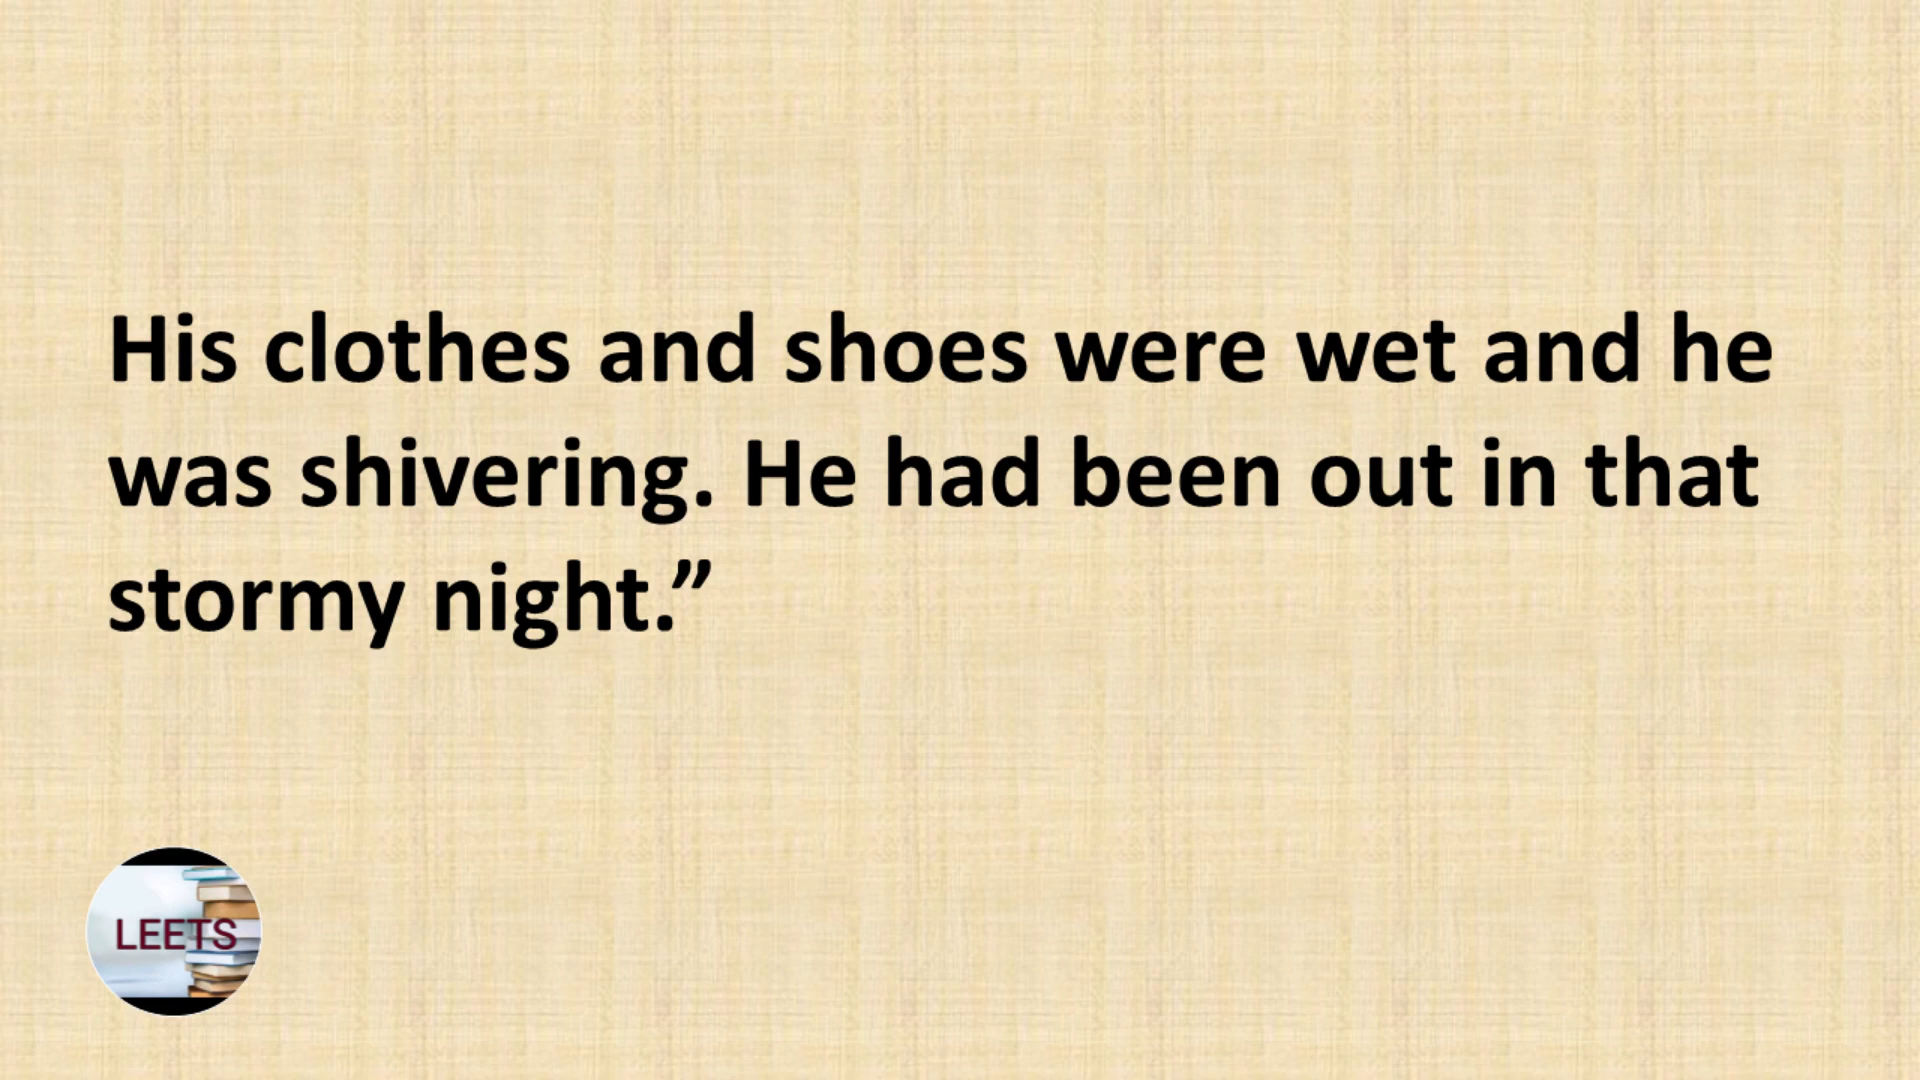 His clothes and shoes were wet and he
was shivering. He had been out in that
stormy night.”
LEETS